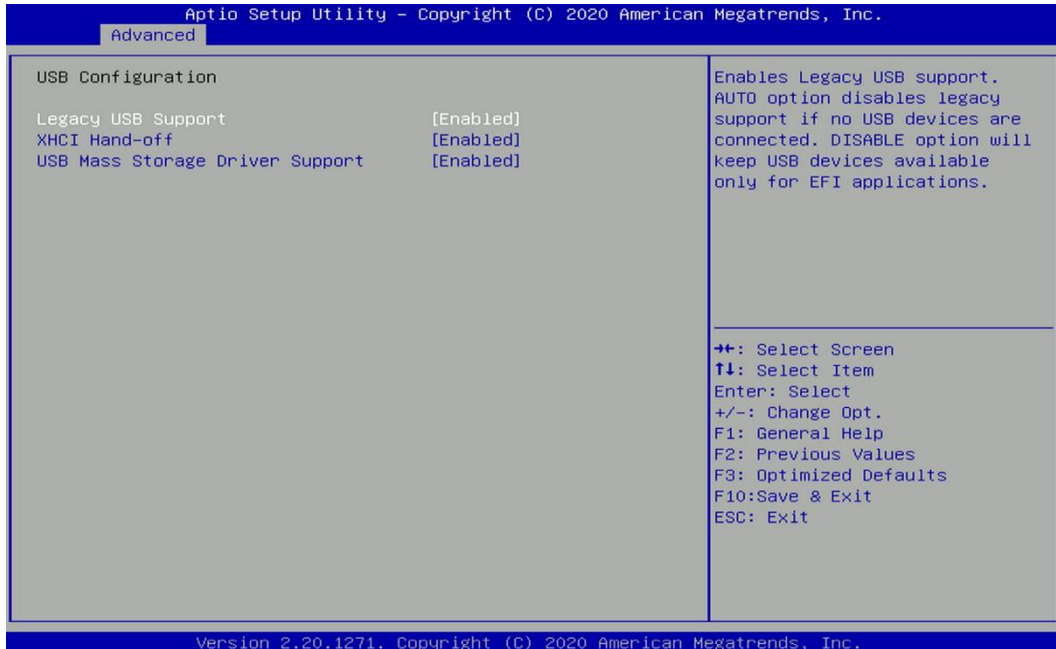 Aptio Setup Utility – Copyright (C) 2020 American Megatrends, Inc.
Advanced
USB Configuration
Legacy USB Support [Enabled]
XHCI Hand-off [Enabled]
USB Mass Storage Driver Support [Enabled]
Enables Legacy USB support.
AUTO option disables legacy
support if no USB devices are
connected. DISABLE option will
keep USB devices available
only for EFI applications.
→←: Select Screen
↑↓: Select Item
Enter: Select
+/-: Change Opt.
F1: General Help
F2: Previous Values
F3: Optimized Defaults
F10:Save & Exit
ESC: Exit
Version 2.20.1271. Copyright (C) 2020 American Megatrends, Inc.